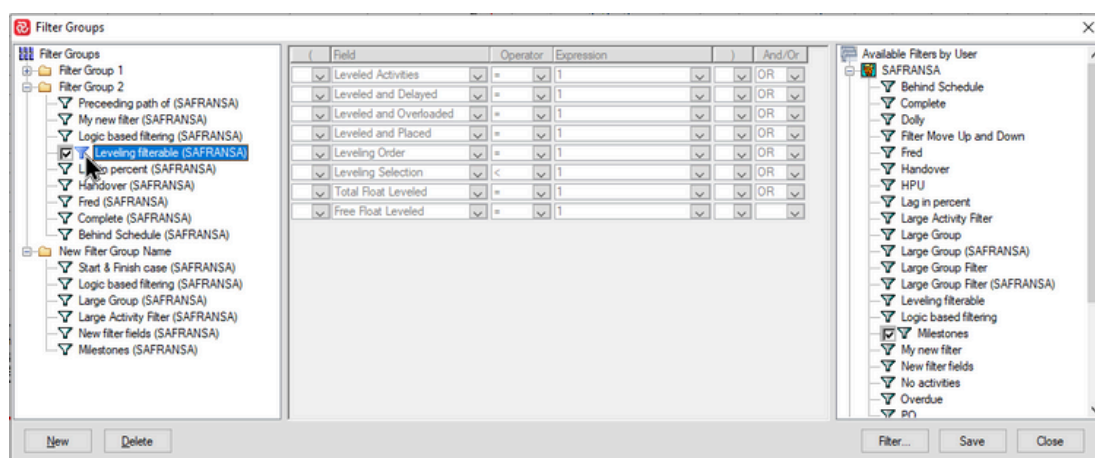 Filter Groups
Filter Groups
Filter Group 1
Filter Group 2
Preceeding path of (SAFRANSA)
My new filter (SAFRANSA)
Logic based filtering (SAFRANSA)
Leveling filterable (SAFRANSA)
percent (SAFRANSA)
Handover (SAFRANSA)
Fred (SAFRANSA)
Complete (SAFRANSA)
Behind Schedule (SAFRANSA)
New Filter Group Name
Start & Finish case (SAFRANSA)
Logic based filtering (SAFRANSA)
Large Group (SAFRANSA)
Large Activity Filter (SAFRANSA)
New filter fields (SAFRANSA)
Milestones (SAFRANSA)
( Field Operator Expression ) And/Or
Leveled Activities = 1 OR
Leveled and Delayed = 1 OR
Leveled and Overloaded = 1 OR
Leveled and Placed = 1 OR
Leveling Order = 1 OR
Leveling Selection < 1 OR
Total Float Leveled = 1 OR
Free Float Leveled = 1
Available Filters by User
SAFRANSA
Behind Schedule
Complete
Dolly
Filter Move Up and Down
Fred
Handover
HPU
Lag in percent
Large Activity Filter
Large Group
Large Group (SAFRANSA)
Large Group Filter
Large Group Filter (SAFRANSA)
Leveling filterable
Logic based filtering
Milestones
My new filter
New filter fields
No activities
Overdue
PO
New Delete Filter... Save Close